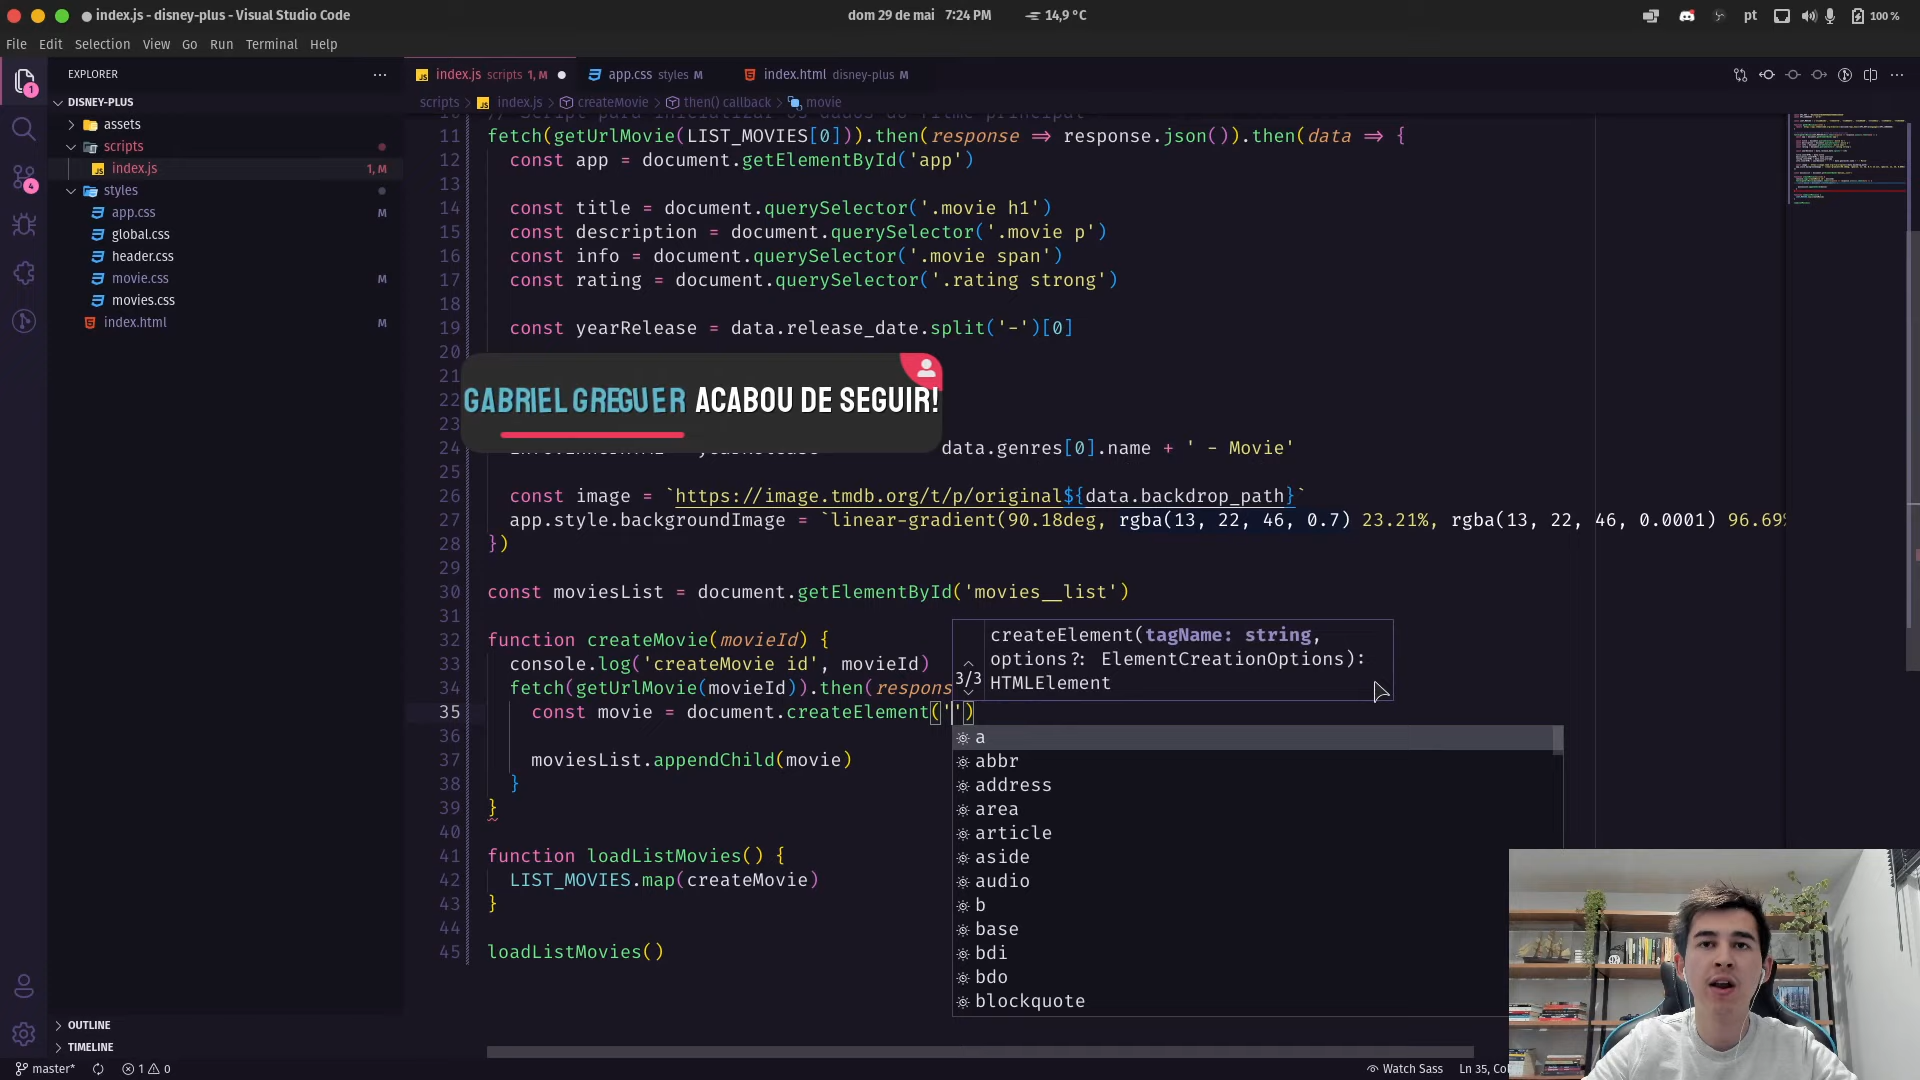 index.js - disney-plus - Visual Studio Code
dom 29 de mai 7:24 PM
14,9 °C
pt
100 %
File Edit Selection View Go Run Terminal Help
EXPLORER
index.js scripts 1, M
app.css styles M
index.html disney-plus M
DISNEY-PLUS
scripts
index.js
createMovie
then() callback
movie
assets
scripts
index.js 1, M
styles
app.css M
global.css
header.css
movie.css M
movies.css
index.html M
1
4
11 fetch(getUrlMovie(LIST_MOVIES[0])).then(response => response.json()).then(data => {
12 const app = document.getElementById('app')
13
14 const title = document.querySelector('.movie h1')
15 const description = document.querySelector('.movie p')
16 const info = document.querySelector('.movie span')
17 const rating = document.querySelector('.rating strong')
18
19 const yearRelease = data.release_date.split('-')[0]
20
21
22
23
GABRIEL GREGUER ACABOU DE SEGUIR!
24 data.genres[0].name + ' - Movie'
25
26 const image = `https://image.tmdb.org/t/p/original${data.backdrop_path}`
27 app.style.backgroundImage = `linear-gradient(90.18deg, rgba(13, 22, 46, 0.7) 23.21%, rgba(13, 22, 46, 0.0001) 96.69%
28 })
29
30 const moviesList = document.getElementById('movies__list')
31
32 function createMovie(movieId) {
33 console.log('createMovie id', movieId)
34 fetch(getUrlMovie(movieId)).then(respons
35 const movie = document.createElement('')
36
37 moviesList.appendChild(movie)
38 }
39 }
40
41 function loadListMovies() {
42 LIST_MOVIES.map(createMovie)
43 }
44
45 loadListMovies()
3/3
createElement(tagName: string,
options?: ElementCreationOptions):
HTMLElement
a
abbr
address
area
article
aside
audio
b
base
bdi
bdo
blockquote
OUTLINE
TIMELINE
master*
1 0
Watch Sass
Ln 35,